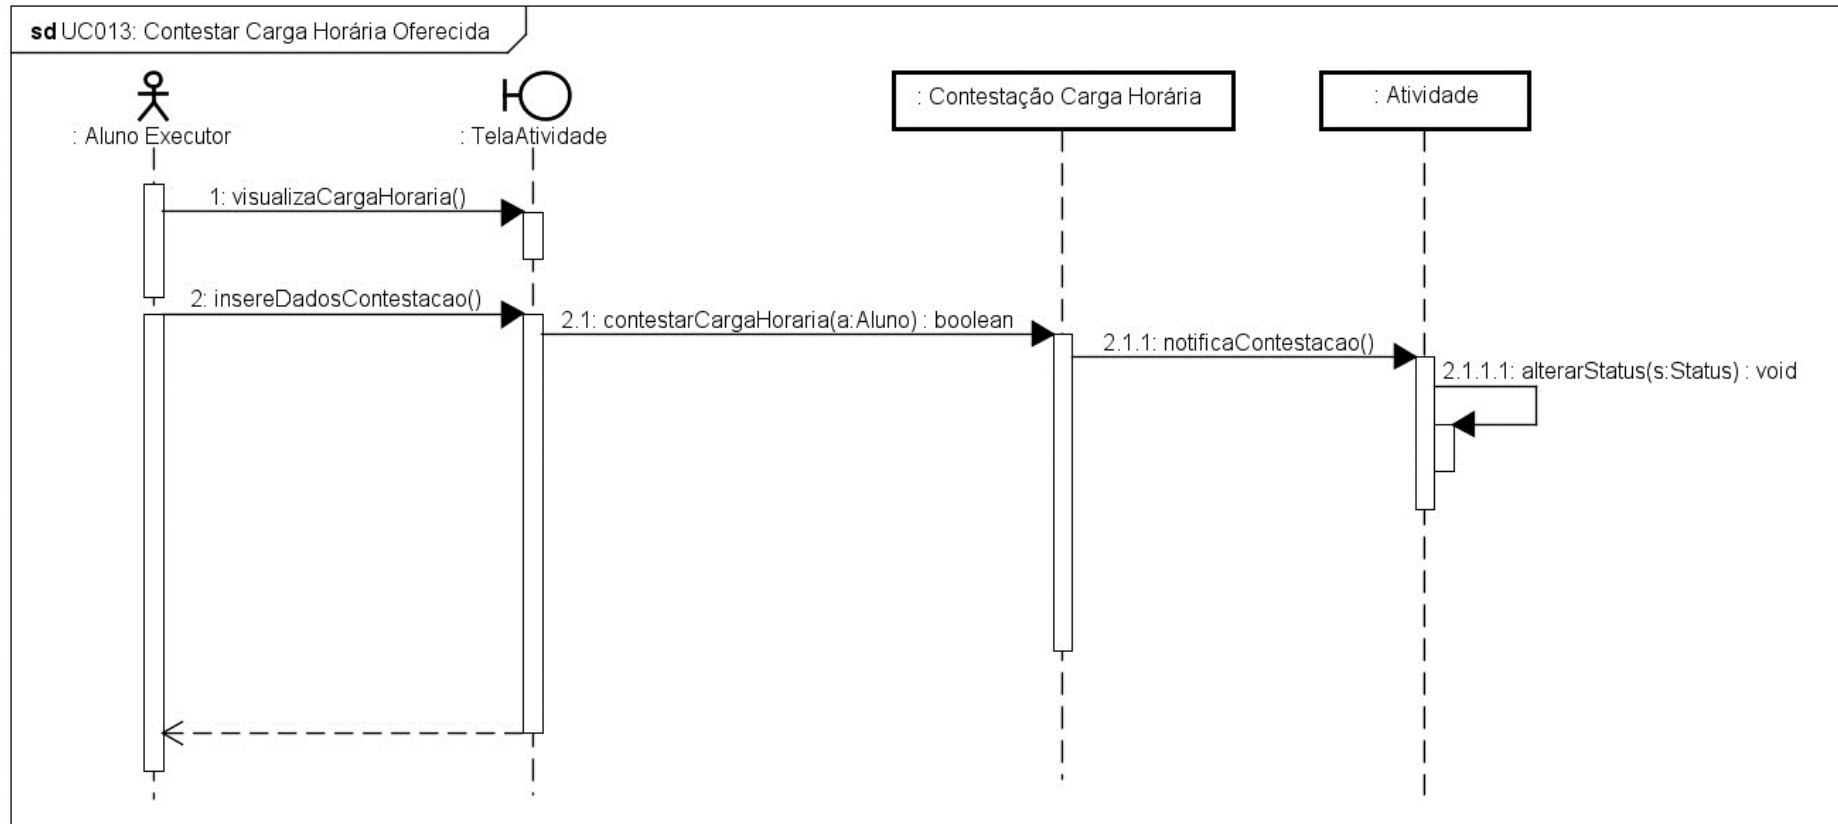 sd UC013: Contestar Carga Horária Oferecida
: Aluno Executor
: TelaAtividade
: Contestação Carga Horária
: Atividade
1: visualizaCargaHoraria()
2: insereDadosContestacao()
2.1: contestarCargaHoraria(a:Aluno) : boolean
2.1.1: notificaContestacao()
2.1.1.1: alterarStatus(s:Status) : void